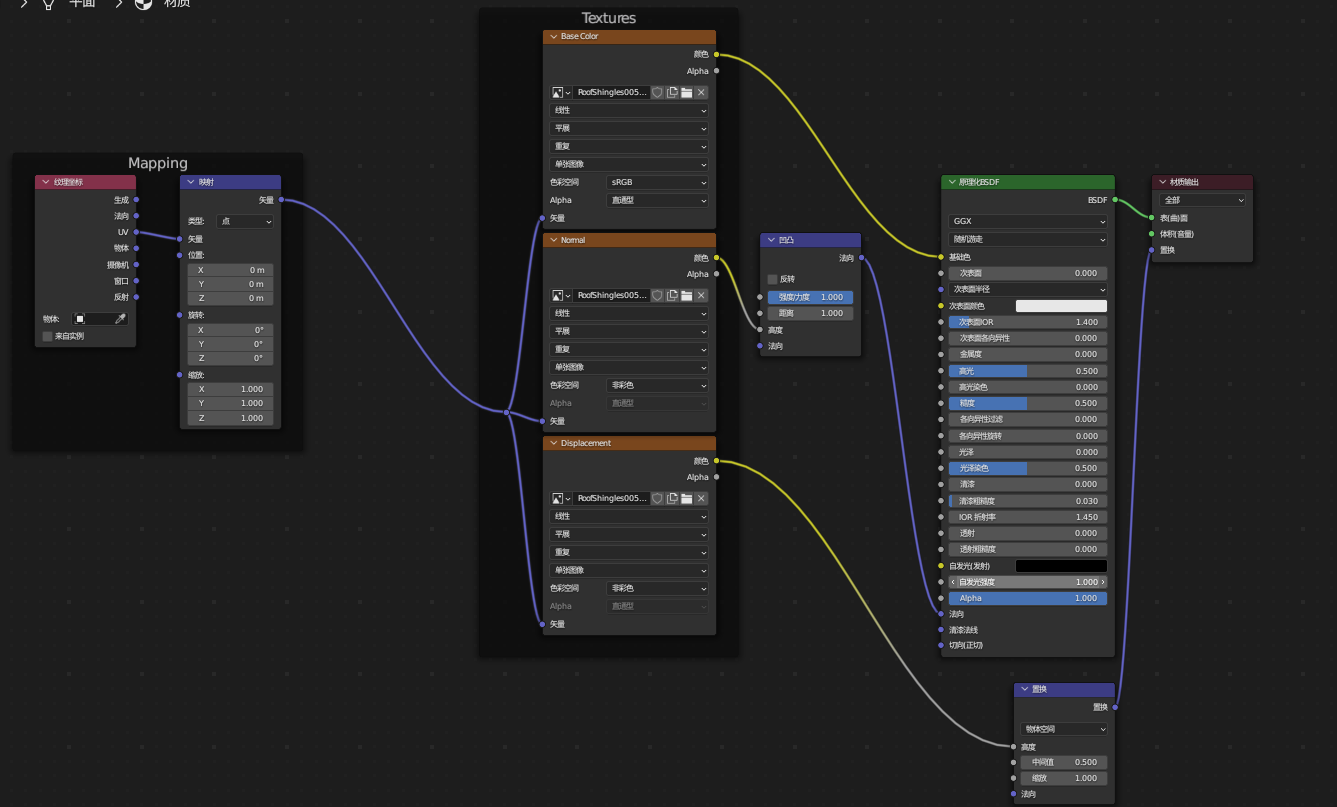 平面
材质
Mapping
纹理坐标
生成
法向
UV
物体
摄像机
窗口
反射
物体:
来自实例
映射
矢量
类型: 点
矢量
位置:
X 0 m
Y 0 m
Z 0 m
旋转:
X 0°
Y 0°
Z 0°
缩放:
X 1.000
Y 1.000
Z 1.000
Textures
Base Color
颜色
Alpha
RoofShingles005...
线性
平展
重复
单张图像
色彩空间 sRGB
Alpha 直通型
矢量
Normal
颜色
Alpha
RoofShingles005...
线性
平展
重复
单张图像
色彩空间 非彩色
Alpha 直通型
矢量
Displacement
颜色
Alpha
RoofShingles005...
线性
平展
重复
单张图像
色彩空间 非彩色
Alpha 直通型
矢量
凹凸
法向
反转
强度/力度 1.000
距离 1.000
高度
法向
原理化BSDF
BSDF
GGX
随机游走
基础色
次表面 0.000
次表面半径
次表面颜色
次表面IOR 1.400
次表面各向异性 0.000
金属度 0.000
高光 0.500
高光染色 0.000
糙度 0.500
各向异性过滤 0.000
各向异性旋转 0.000
光泽 0.000
光泽染色 0.500
清漆 0.000
清漆粗糙度 0.030
IOR 折射率 1.450
透射 0.000
透射粗糙度 0.000
自发光(发射)
自发光强度 1.000
Alpha 1.000
法向
清漆法线
切向(正切)
材质输出
全部
表(曲)面
体积(音量)
置换
置换
置换
物体空间
高度
中间值 0.500
缩放 1.000
法向